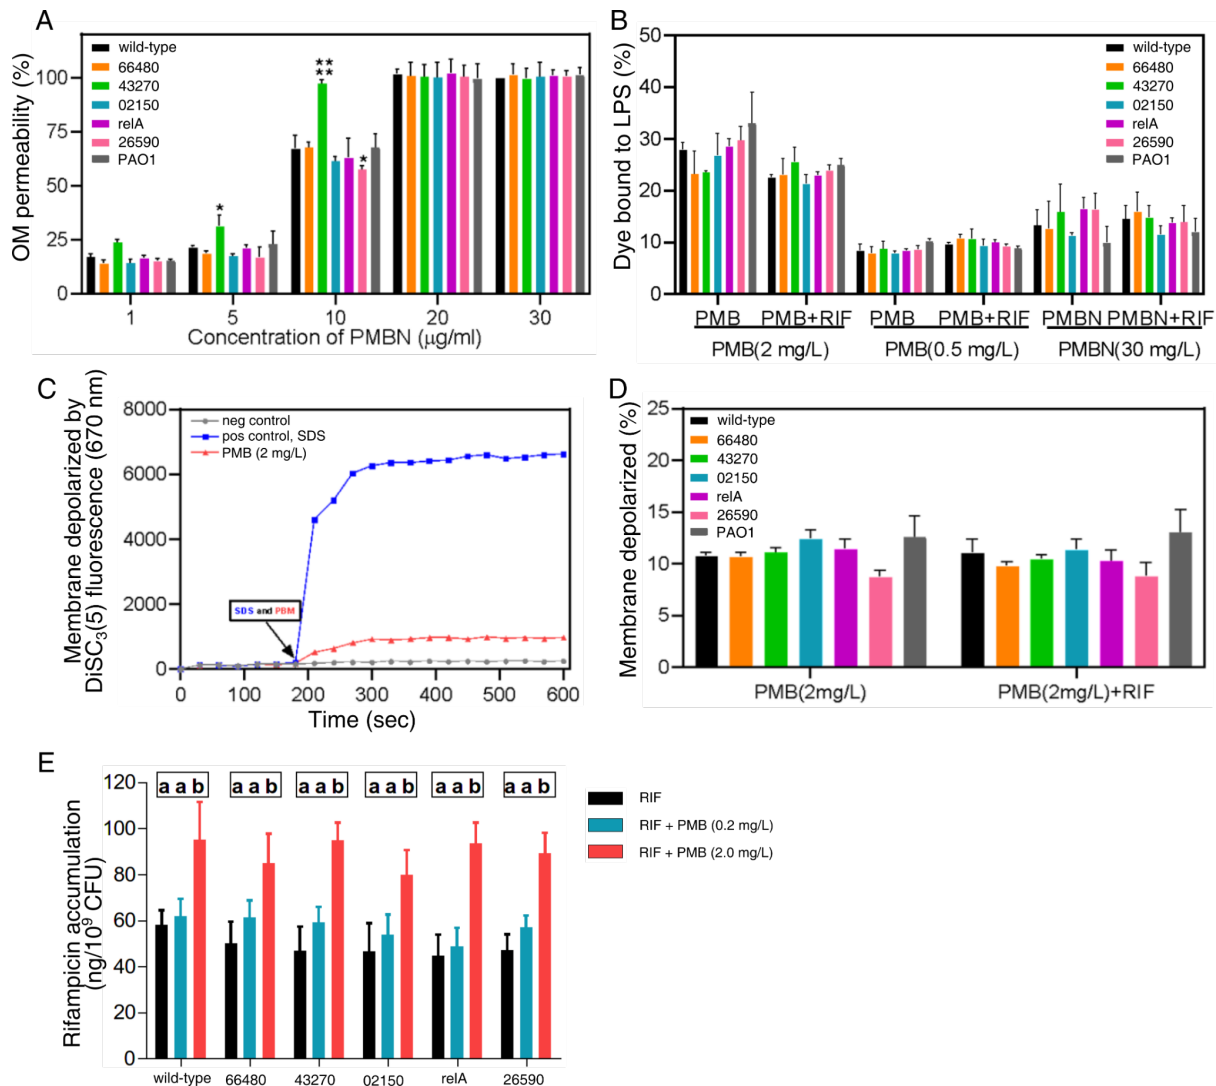 A
OM permeability (%)
100
75
50
25
0
wild-type
66480
43270
02150
relA
26590
PAO1
**
**
*
*
1 5 10 20 30
Concentration of PMBN (μg/ml)
B
Dye bound to LPS (%)
50
40
30
20
10
0
wild-type
66480
43270
02150
relA
26590
PAO1
PMB PMB+RIF PMB PMB+RIF PMBN PMBN+RIF
PMB(2 mg/L) PMB(0.5 mg/L) PMBN(30 mg/L)
C
Membrane depolarized by
DiSC3(5) fluorescence (670 nm)
8000
6000
4000
2000
0
neg control
pos control, SDS
PMB (2 mg/L)
SDS and PBM
0 100 200 300 400 500 600
Time (sec)
D
Membrane depolarized (%)
25
20
15
10
5
0
wild-type
66480
43270
02150
relA
26590
PAO1
PMB(2mg/L) PMB(2mg/L)+RIF
E
Rifampicin accumulation
(ng/10⁹ CFU)
120
100
80
60
40
20
0
a a b a a b a a b a a b a a b a a b
wild-type 66480 43270 02150 relA 26590
RIF
RIF + PMB (0.2 mg/L)
RIF + PMB (2.0 mg/L)